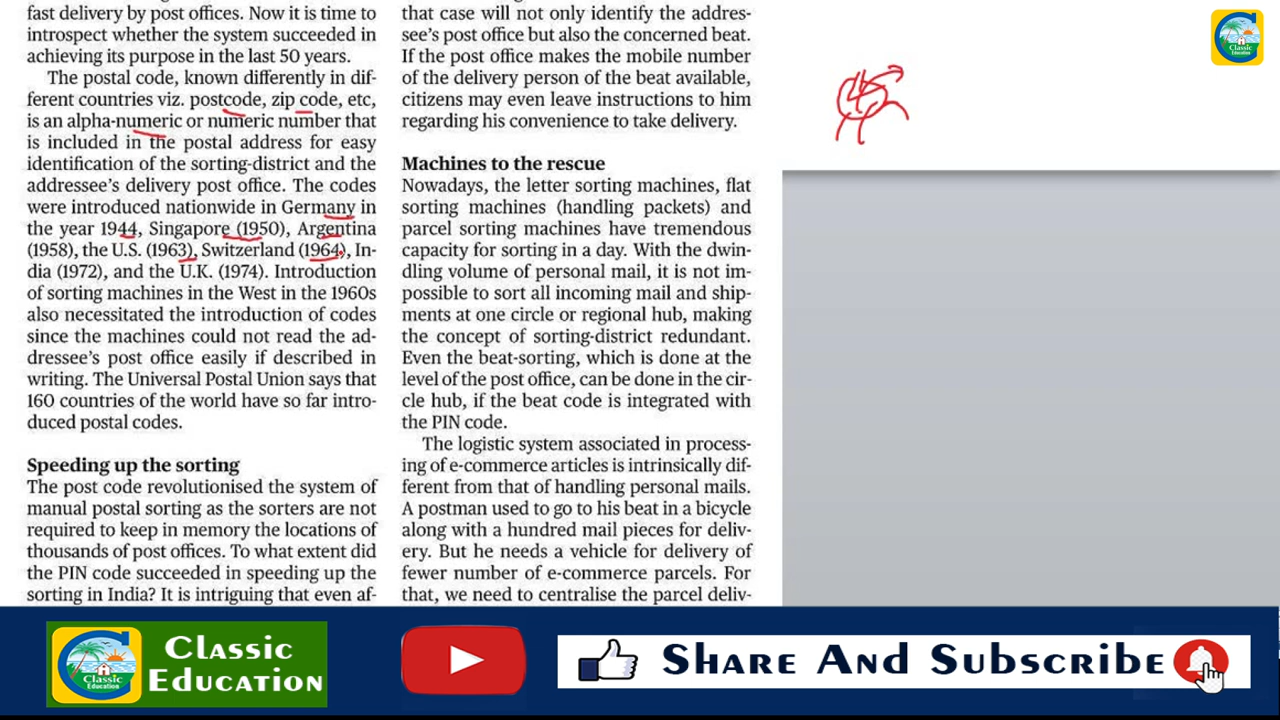 fast delivery by post offices. Now it is time to
introspect whether the system succeeded in
achieving its purpose in the last 50 years.
The postal code, known differently in dif-
ferent countries viz. postcode, zip code, etc,
is an alpha-numeric or numeric number that
is included in the postal address for easy
identification of the sorting-district and the
addressee's delivery post office. The codes
were introduced nationwide in Germany in
the year 1944, Singapore (1950), Argentina
(1958), the U.S. (1963), Switzerland (1964), In-
dia (1972), and the U.K. (1974). Introduction
of sorting machines in the West in the 1960s
also necessitated the introduction of codes
since the machines could not read the ad-
dressee's post office easily if described in
writing. The Universal Postal Union says that
160 countries of the world have so far intro-
duced postal codes.
Speeding up the sorting
The post code revolutionised the system of
manual postal sorting as the sorters are not
required to keep in memory the locations of
thousands of post offices. To what extent did
the PIN code succeeded in speeding up the
sorting in India? It is intriguing that even af-
that case will not only identify the addres-
see's post office but also the concerned beat.
If the post office makes the mobile number
of the delivery person of the beat available,
citizens may even leave instructions to him
regarding his convenience to take delivery.
Machines to the rescue
Nowadays, the letter sorting machines, flat
sorting machines (handling packets) and
parcel sorting machines have tremendous
capacity for sorting in a day. With the dwin-
dling volume of personal mail, it is not im-
possible to sort all incoming mail and ship-
ments at one circle or regional hub, making
the concept of sorting-district redundant.
Even the beat-sorting, which is done at the
level of the post office, can be done in the cir-
cle hub, if the beat code is integrated with
the PIN code.
The logistic system associated in process-
ing of e-commerce articles is intrinsically dif-
ferent from that of handling personal mails.
A postman used to go to his beat in a bicycle
along with a hundred mail pieces for deliv-
ery. But he needs a vehicle for delivery of
fewer number of e-commerce parcels. For
that, we need to centralise the parcel deliv-
Classic
Education
Classic
Education
Classic
Education
Share And Subscribe